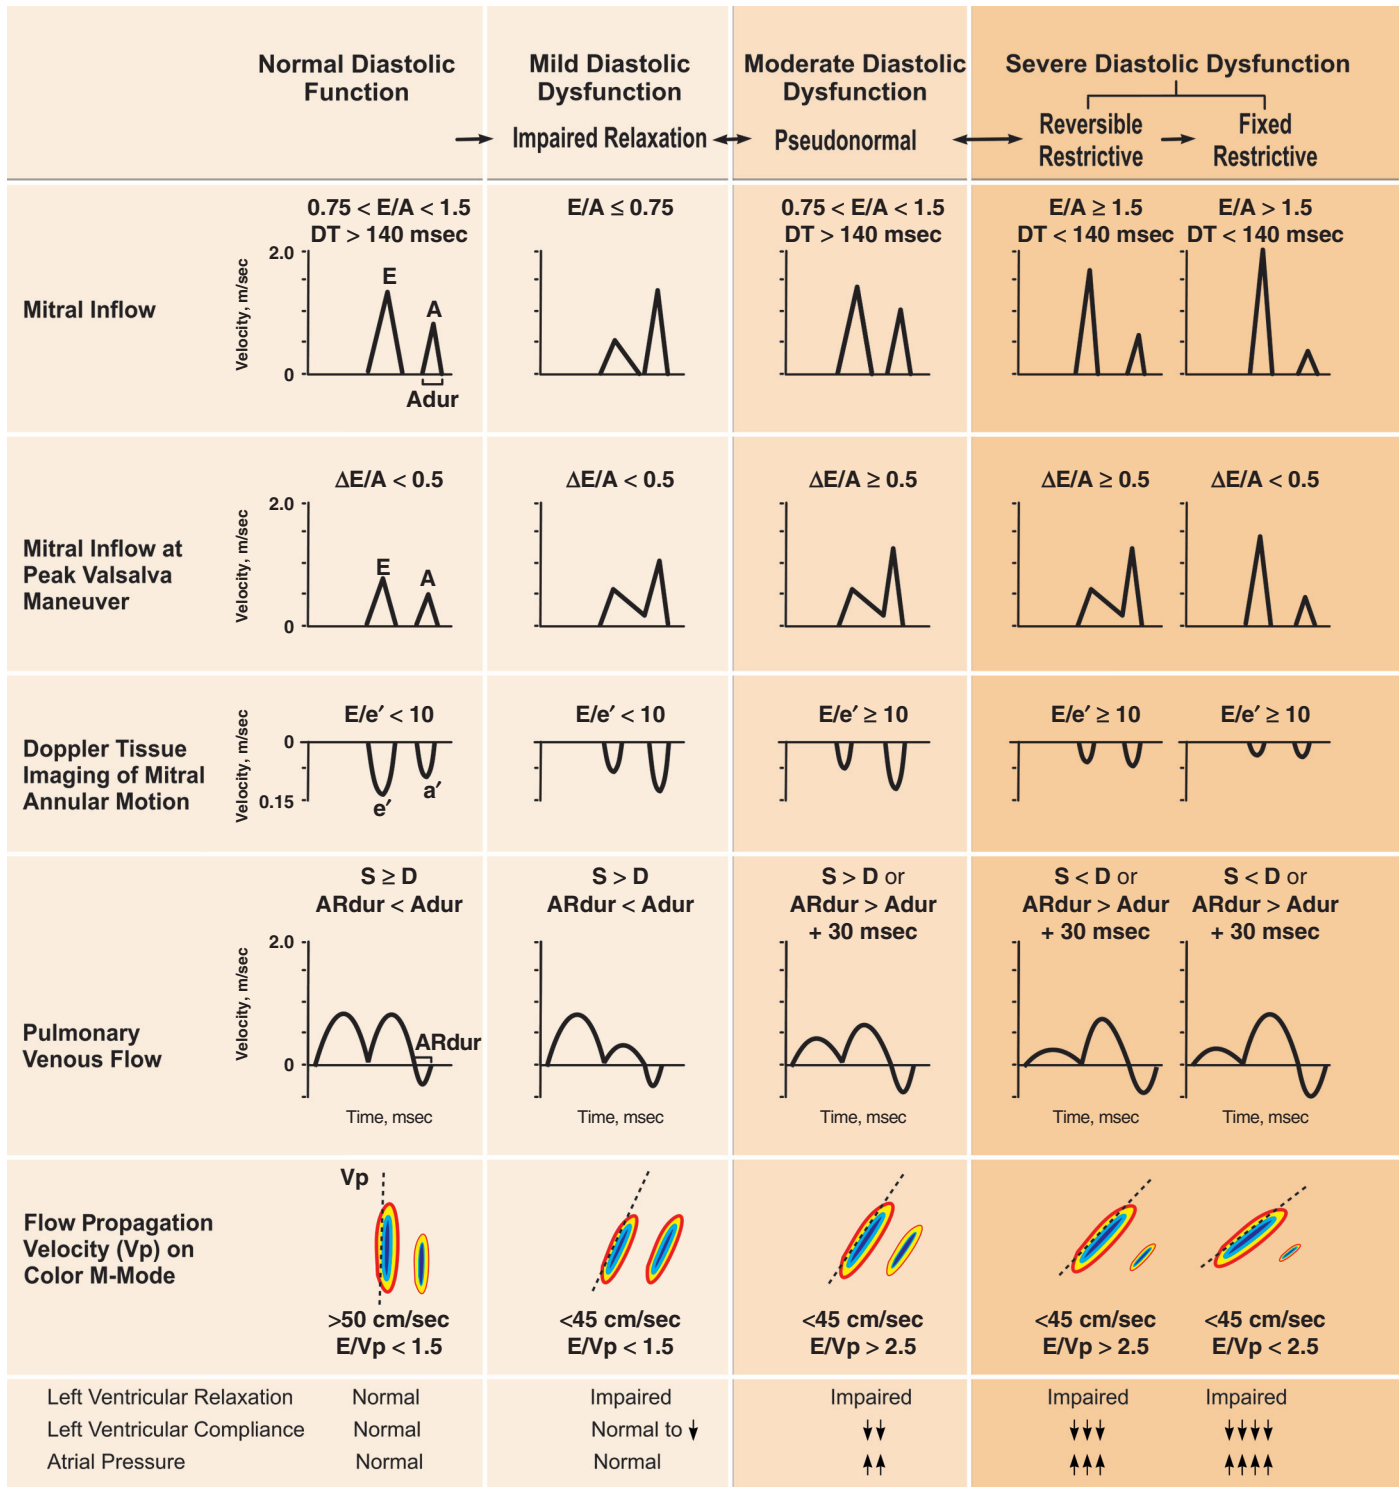 Normal Diastolic
Function
Mild Diastolic
Dysfunction
Moderate Diastolic
Dysfunction
Severe Diastolic Dysfunction
Impaired Relaxation
Pseudonormal
Reversible
Restrictive
Fixed
Restrictive
Mitral Inflow
Velocity, m/sec
2.0
0
0.75 < E/A < 1.5
DT > 140 msec
E
A
Adur
E/A ≤ 0.75
0.75 < E/A < 1.5
DT > 140 msec
E/A ≥ 1.5
DT < 140 msec
E/A > 1.5
DT < 140 msec
Mitral Inflow at
Peak Valsalva
Maneuver
Velocity, m/sec
2.0
0
ΔE/A < 0.5
E
A
ΔE/A < 0.5
ΔE/A ≥ 0.5
ΔE/A ≥ 0.5
ΔE/A < 0.5
Doppler Tissue
Imaging of Mitral
Annular Motion
Velocity, m/sec
0
0.15
E/e′ < 10
e′
a′
E/e′ < 10
E/e′ ≥ 10
E/e′ ≥ 10
E/e′ ≥ 10
Pulmonary
Venous Flow
Velocity, m/sec
2.0
0
S ≥ D
ARdur < Adur
ARdur
Time, msec
S > D
ARdur < Adur
Time, msec
S > D or
ARdur > Adur
+ 30 msec
Time, msec
S < D or
ARdur > Adur
+ 30 msec
Time, msec
S < D or
ARdur > Adur
+ 30 msec
Time, msec
Flow Propagation
Velocity (Vp) on
Color M-Mode
Vp
>50 cm/sec
E/Vp < 1.5
<45 cm/sec
E/Vp < 1.5
<45 cm/sec
E/Vp > 2.5
<45 cm/sec
E/Vp > 2.5
<45 cm/sec
E/Vp < 2.5
Left Ventricular Relaxation Normal Impaired Impaired Impaired Impaired
Left Ventricular Compliance Normal Normal to ↓ ↓↓ ↓↓↓ ↓↓↓↓
Atrial Pressure Normal Normal ↑↑ ↑↑↑ ↑↑↑↑